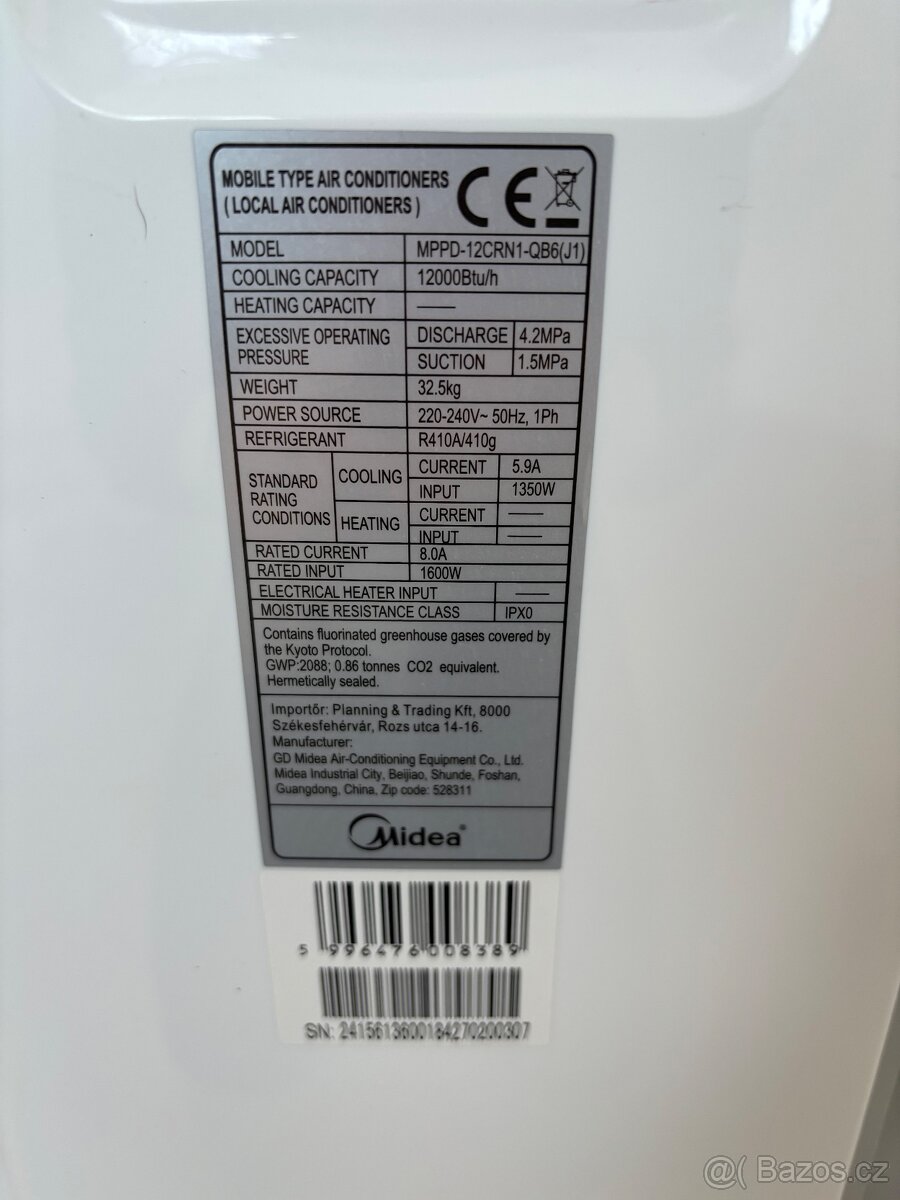 MOBILE TYPE AIR CONDITIONERS
( LOCAL AIR CONDITIONERS )
CE
MODEL MPPD-12CRN1-QB6(J1)
COOLING CAPACITY 12000Btu/h
HEATING CAPACITY ——
EXCESSIVE OPERATING PRESSURE DISCHARGE 4.2MPa
SUCTION 1.5MPa
WEIGHT 32.5kg
POWER SOURCE 220-240V~ 50Hz, 1Ph
REFRIGERANT R410A/410g
STANDARD RATING CONDITIONS COOLING CURRENT 5.9A
INPUT 1350W
HEATING CURRENT ——
INPUT ——
RATED CURRENT 8.0A
RATED INPUT 1600W
ELECTRICAL HEATER INPUT ——
MOISTURE RESISTANCE CLASS IPX0
Contains fluorinated greenhouse gases covered by
the Kyoto Protocol.
GWP:2088; 0.86 tonnes CO2 equivalent.
Hermetically sealed.
Importőr: Planning & Trading Kft, 8000
Székesfehérvár, Rozs utca 14-16.
Manufacturer:
GD Midea Air-Conditioning Equipment Co., Ltd.
Midea Industrial City, Beijiao, Shunde, Foshan,
Guangdong, China, Zip code: 528311
Midea®
5 996476 008389
SN: 2415613600184270200307
@( Bazos.cz